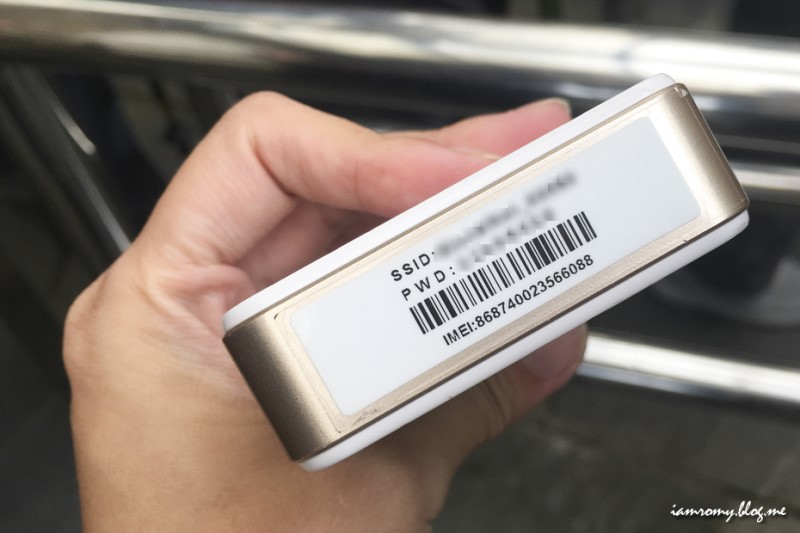 SSID:
PWD:
IMEI:868740023566088
iamromy.blog.me